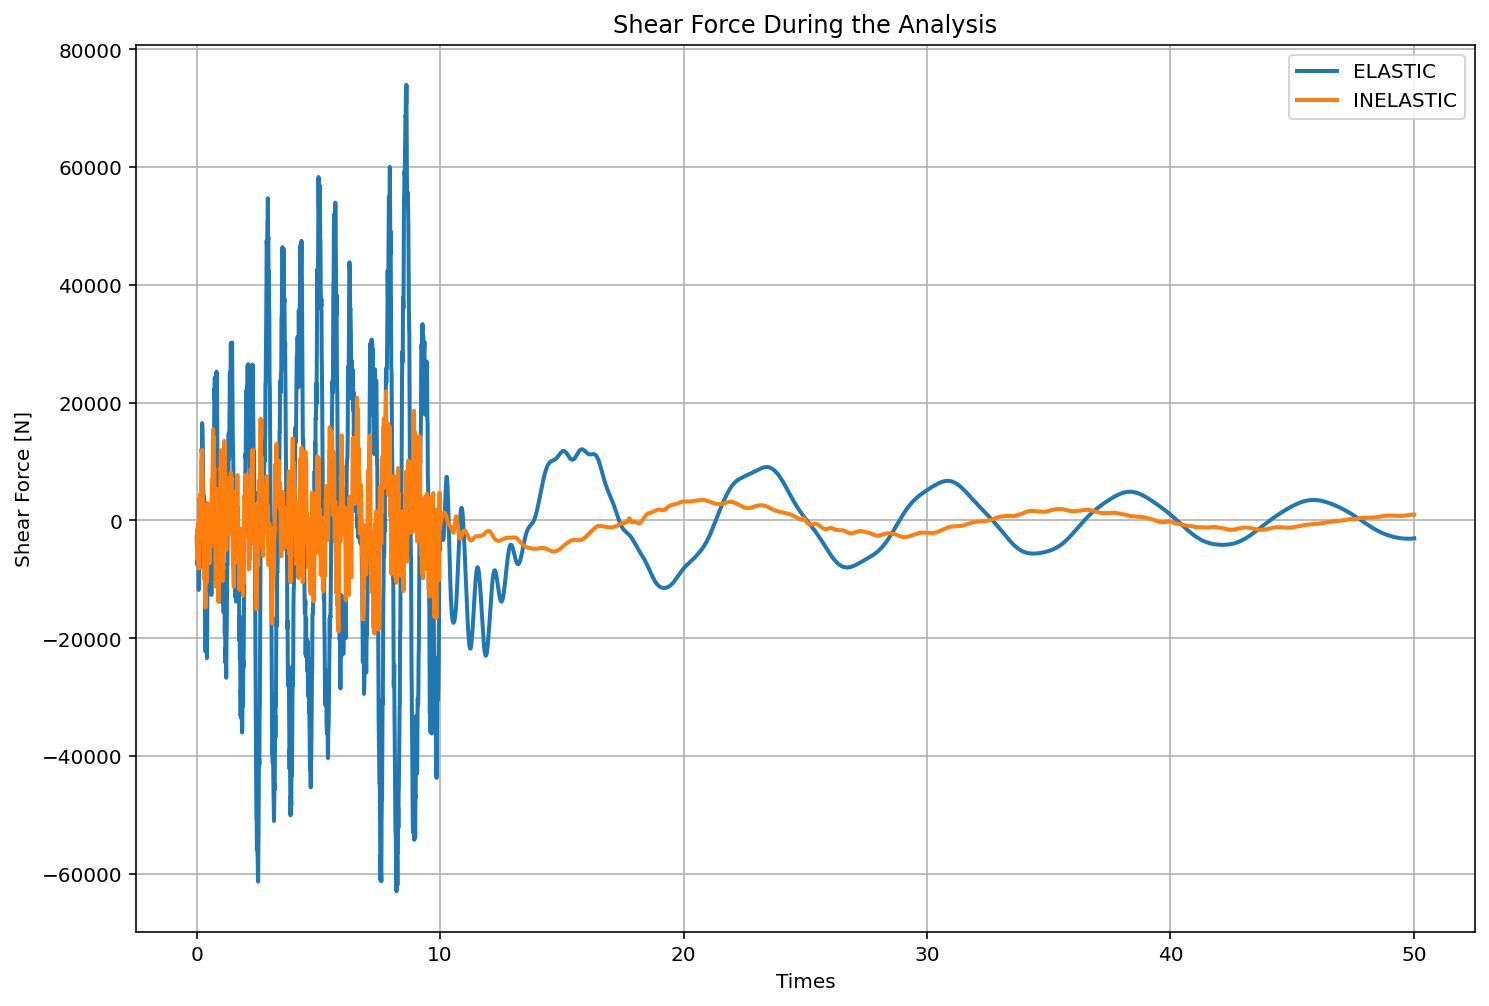 Shear Force During the Analysis
ELASTIC
INELASTIC
Shear Force [N]
80000
60000
40000
20000
0
−20000
−40000
−60000
0 10 20 30 40 50
Times